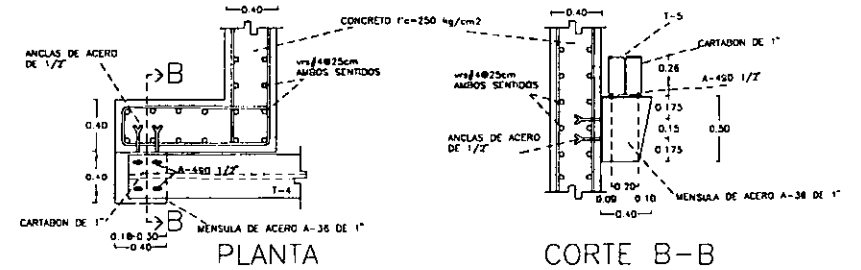 0.40
CONCRETO f'c=250 kg/cm2
ANCLAS DE ACERO
DE 1/2"
B
vrs#4@25cm
AMBOS SENTIDOS
0.40
0.40
A-490 1/2"
T-4
CARTABON DE 1"
B
0.18
0.30
0.40
MENSULA DE ACERO A-36 DE 1"
PLANTA
0.40
T-5
CARTABON DE 1"
0.26
A-490 1/2"
vrs#4@25cm
AMBOS SENTIDOS
0.175
0.15
0.175
0.50
ANCLAS DE ACERO
DE 1/2"
0.20
0.09
0.10
0.40
MENSULA DE ACERO A-36 DE 1"
CORTE B-B